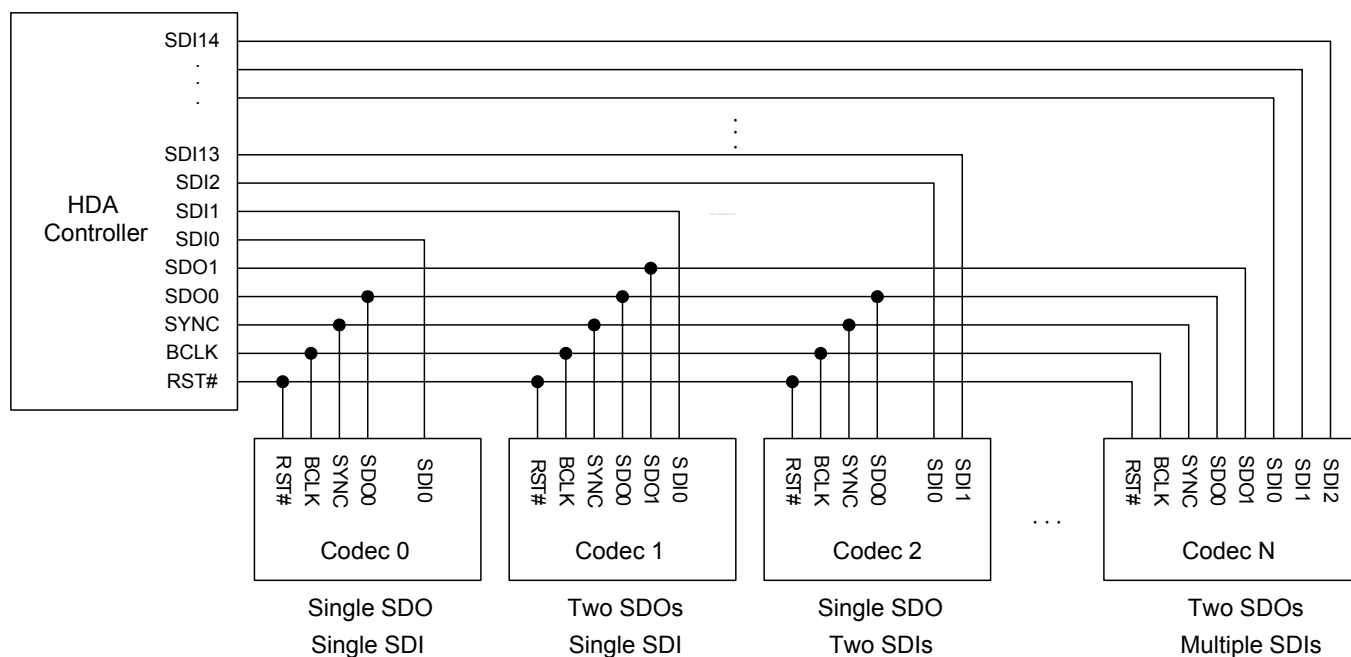 SDI14
.
.
.
SDI13
SDI2
SDI1
SDI0
SDO1
SDO0
SYNC
BCLK
RST#
HDA
Controller
.
.
.
RST#
BCLK
SYNC
SDO0
SDI0
Codec 0
Single SDO
Single SDI
RST#
BCLK
SYNC
SDO0
SDO1
SDI0
Codec 1
Two SDOs
Single SDI
RST#
BCLK
SYNC
SDO0
SDI0
SDI1
Codec 2
Single SDO
Two SDIs
. . .
RST#
BCLK
SYNC
SDO0
SDO1
SDI0
SDI1
SDI2
Codec N
Two SDOs
Multiple SDIs